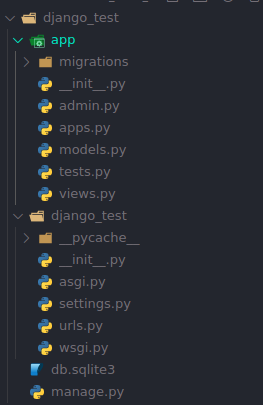 django_test
app
migrations
__init__.py
admin.py
apps.py
models.py
tests.py
views.py
django_test
__pycache__
__init__.py
asgi.py
settings.py
urls.py
wsgi.py
db.sqlite3
manage.py